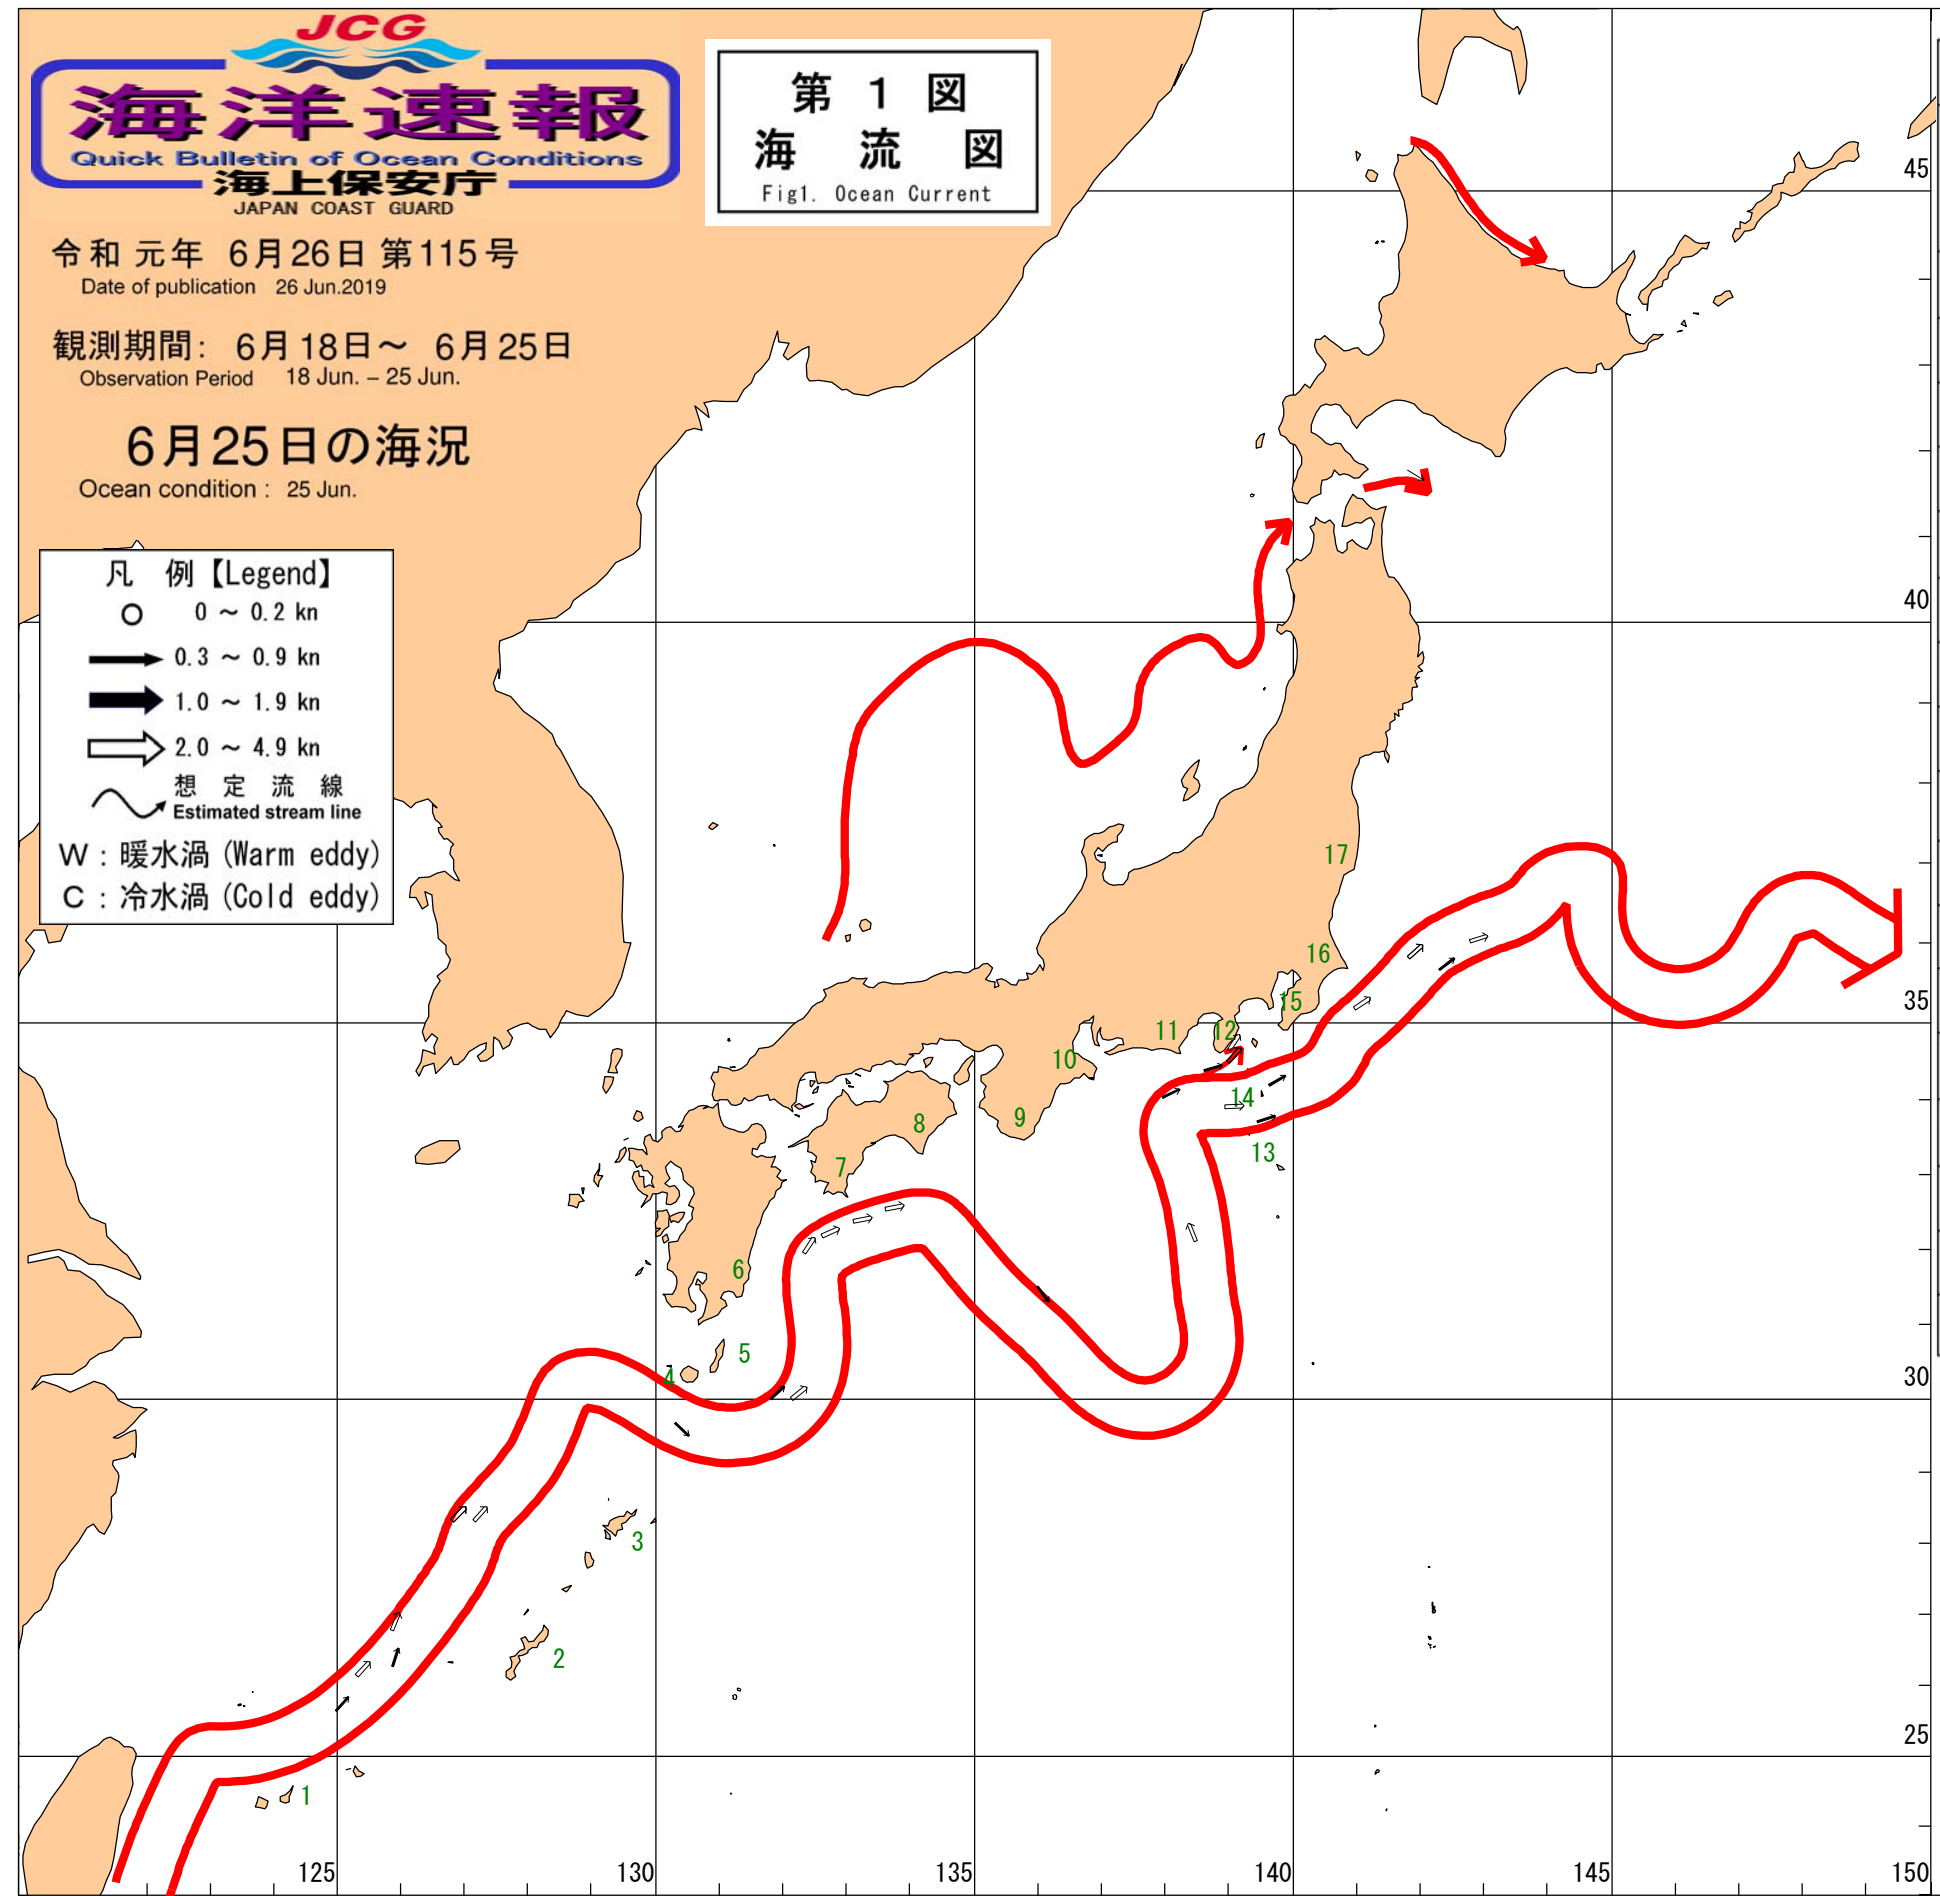 JCG
海洋速報
Quick Bulletin of Ocean Conditions
海上保安庁
JAPAN COAST GUARD
第 1 図
海 流 図
Fig1. Ocean Current
令和 元年 6月26日 第115号
Date of publication 26 Jun.2019
観測期間: 6月18日～ 6月25日
Observation Period 18 Jun. – 25 Jun.
6月25日の海況
Ocean condition : 25 Jun.
凡 例【Legend】
0 ～ 0.2 kn
0.3 ～ 0.9 kn
1.0 ～ 1.9 kn
2.0 ～ 4.9 kn
想 定 流 線
Estimated stream line
W : 暖水渦 (Warm eddy)
C : 冷水渦 (Cold eddy)
45
40
35
30
25
17
16
15
12
11
10
14
13
9
8
7
6
5
4
3
2
1
125
130
135
140
145
150